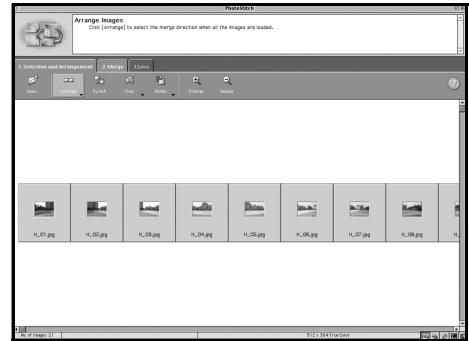 PhotoStitch
Arrange Images
Click [Arrange] to select the merge direction when all the images are loaded.
1. Selection and Arrangement 2. Merge 3.Save
Open... Arrange Switch Clear Rotate Enlarge Reduce
H_01.jpg H_02.jpg H_03.jpg H_04.jpg H_05.jpg H_06.jpg H_07.jpg H_08.jpg H_
No. of Images: 21 512 x 384 True Color